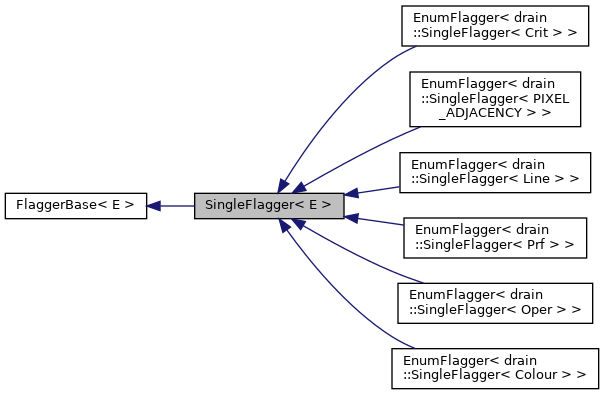 EnumFlagger< drain
::SingleFlagger< Crit > >
EnumFlagger< drain
::SingleFlagger< PIXEL
_ADJACENCY > >
EnumFlagger< drain
::SingleFlagger< Line > >
FlaggerBase< E >
SingleFlagger< E >
EnumFlagger< drain
::SingleFlagger< Prf > >
EnumFlagger< drain
::SingleFlagger< Oper > >
EnumFlagger< drain
::SingleFlagger< Colour > >